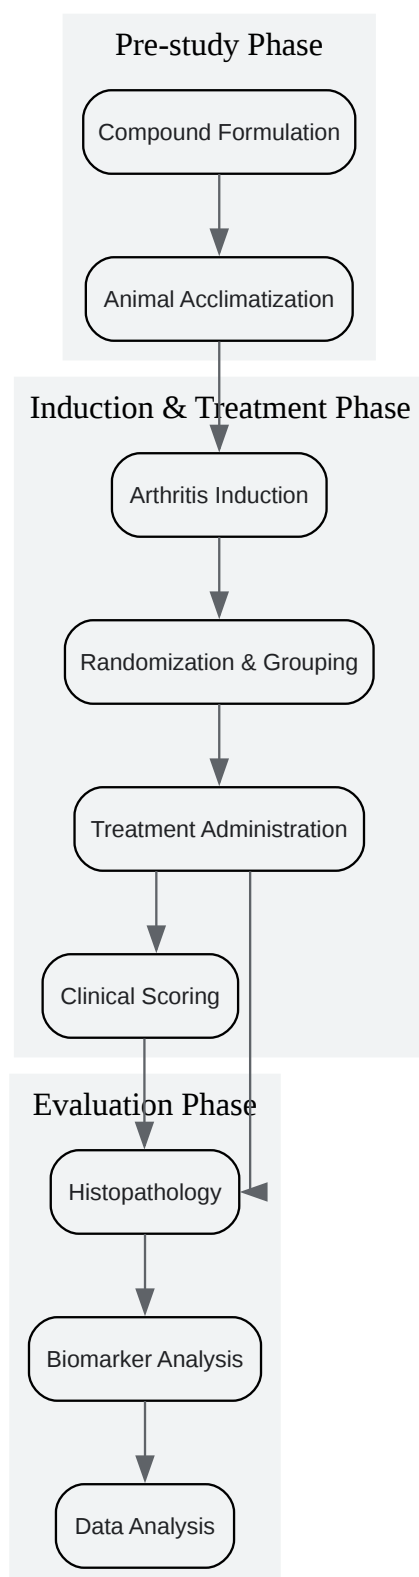 Pre-study Phase
Compound Formulation
Animal Acclimatization
Induction & Treatment Phase
Arthritis Induction
Randomization & Grouping
Treatment Administration
Clinical Scoring
Evaluation Phase
Histopathology
Biomarker Analysis
Data Analysis